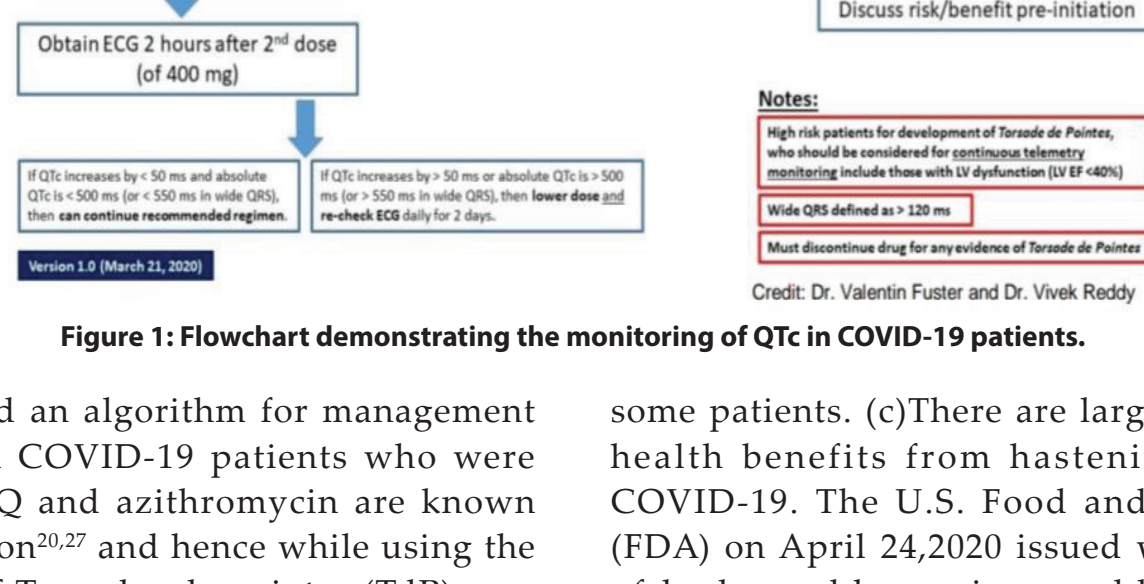 Discuss risk/benefit pre-initiation
Obtain ECG 2 hours after 2nd dose
(of 400 mg)
Notes:
High risk patients for development of Torsade de Pointes,
who should be considered for continuous telemetry
monitoring include those with LV dysfunction (LV EF <40%)
Wide QRS defined as > 120 ms
Must discontinue drug for any evidence of Torsade de Pointes
If QTc increases by < 50 ms and absolute
QTc is < 500 ms (or < 550 ms in wide QRS),
then can continue recommended regimen.
If QTc increases by > 50 ms or absolute QTc is > 500
ms (or > 550 ms in wide QRS), then lower dose and
re-check ECG daily for 2 days.
Version 1.0 (March 21, 2020)
Credit: Dr. Valentin Fuster and Dr. Vivek Reddy
Figure 1: Flowchart demonstrating the monitoring of QTc in COVID-19 patients.
d an algorithm for management
COVID-19 patients who were
Q and azithromycin are known
on20,27 and hence while using the
some patients. (c)There are larg
health benefits from hasteni
COVID-19. The U.S. Food and
(FDA) on April 24,2020 issued w